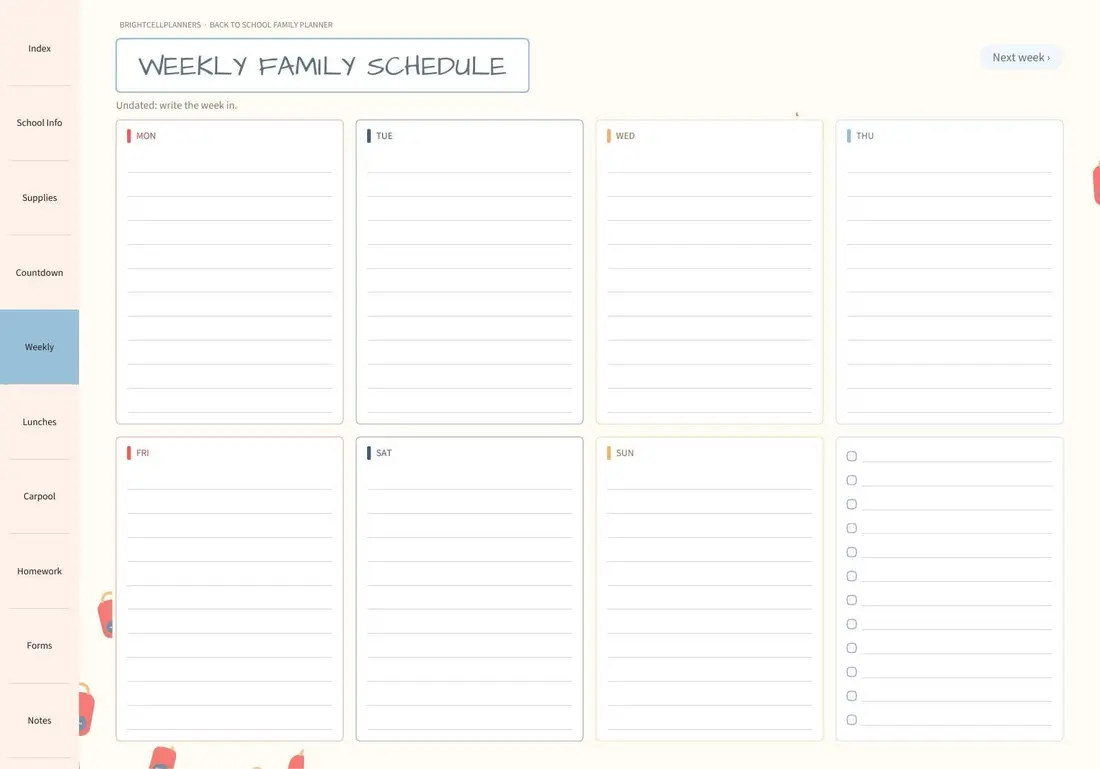 Index
School Info
Supplies
Countdown
Weekly
Lunches
Carpool
Homework
Forms
Notes
BRIGHTCELLPLANNERS · BACK TO SCHOOL FAMILY PLANNER
WEEKLY FAMILY SCHEDULE
Next week ›
Undated: write the week in.
MON
TUE
WED
THU
FRI
SAT
SUN